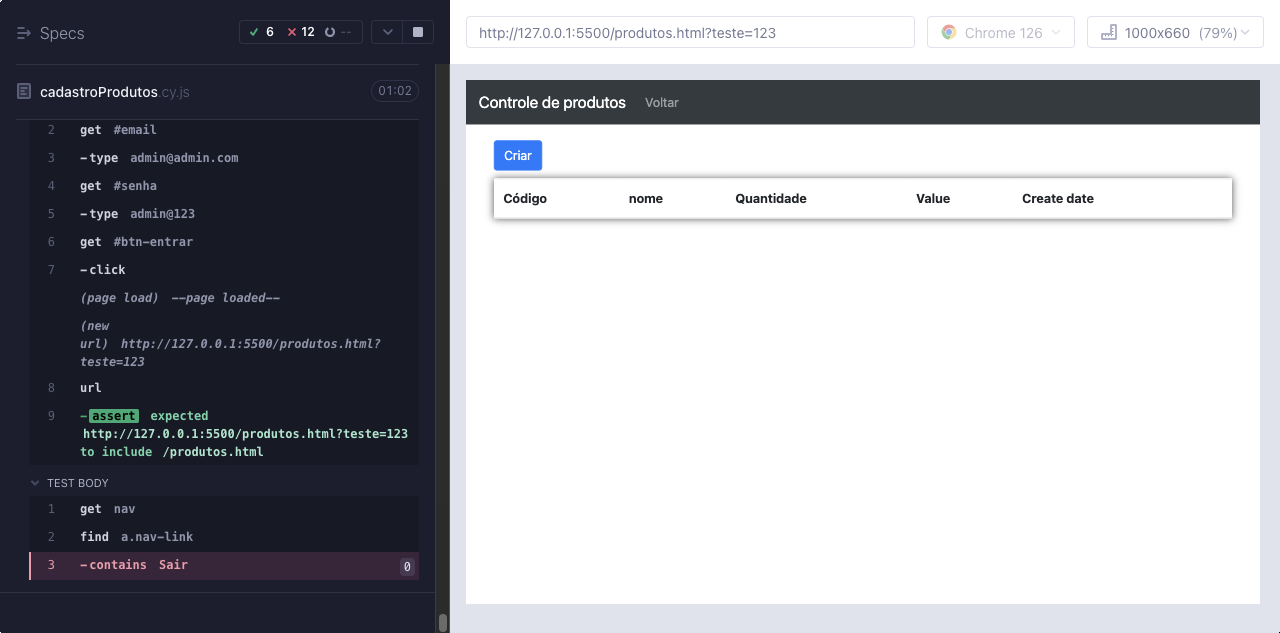 Specs
6 12 --
cadastroProdutos.cy.js 01:02
2 get #email
3 -type admin@admin.com
4 get #senha
5 -type admin@123
6 get #btn-entrar
7 -click
(page load) --page loaded--
(new
url) http://127.0.0.1:5500/produtos.html?
teste=123
8 url
9 -assert expected
http://127.0.0.1:5500/produtos.html?teste=123
to include /produtos.html
TEST BODY
1 get nav
2 find a.nav-link
3 -contains Sair 0
http://127.0.0.1:5500/produtos.html?teste=123 Chrome 126 1000x660 (79%)
Controle de produtos Voltar
Criar
Código nome Quantidade Value Create date